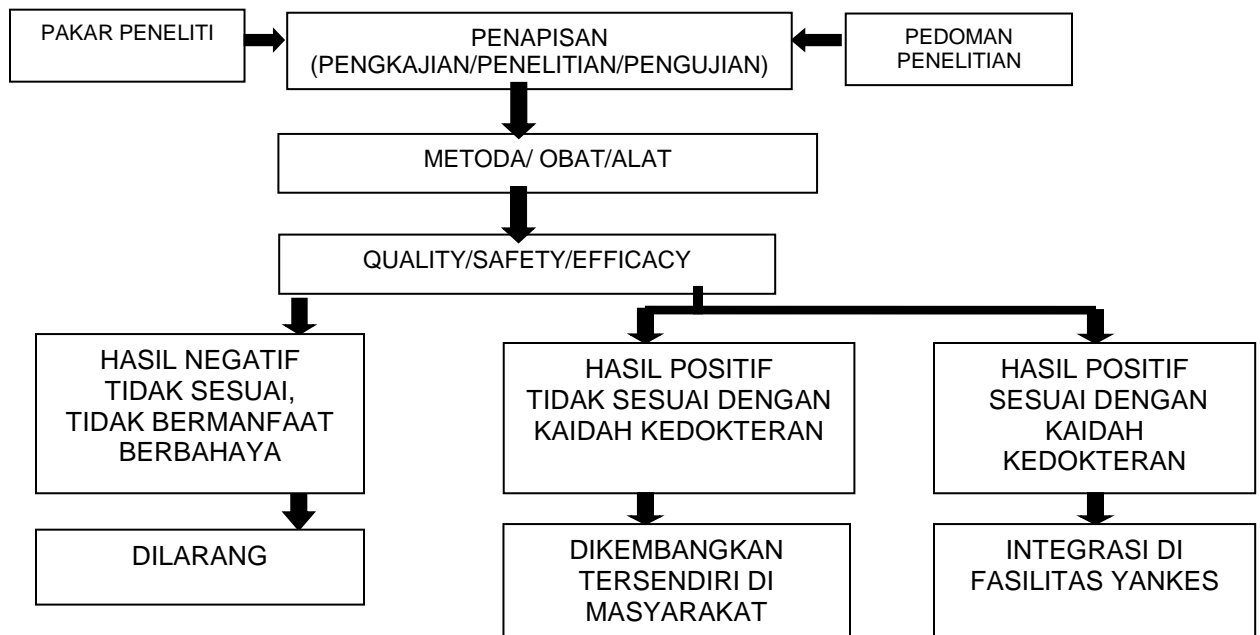 PAKAR PENELITI
PENAPISAN
(PENGKAJIAN/PENELITIAN/PENGUJIAN)
PEDOMAN
PENELITIAN
METODA/ OBAT/ALAT
QUALITY/SAFETY/EFFICACY
HASIL NEGATIF
TIDAK SESUAI,
TIDAK BERMANFAAT
BERBAHAYA
HASIL POSITIF
TIDAK SESUAI DENGAN
KAIDAH KEDOKTERAN
HASIL POSITIF
SESUAI DENGAN
KAIDAH
KEDOKTERAN
DILARANG
DIKEMBANGKAN
TERSENDIRI DI
MASYARAKAT
INTEGRASI DI
FASILITAS YANKES